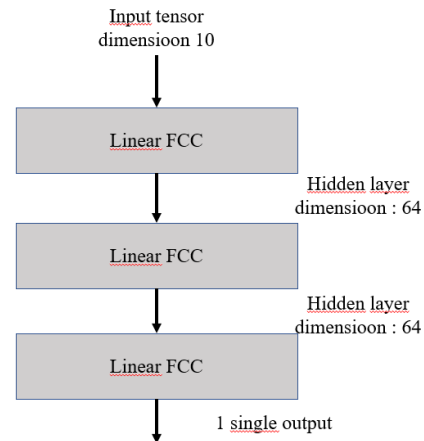 Input tensor
dimensioon 10
Linear FCC
Hidden layer
dimensioon : 64
Linear FCC
Hidden layer
dimensioon : 64
Linear FCC
1 single output